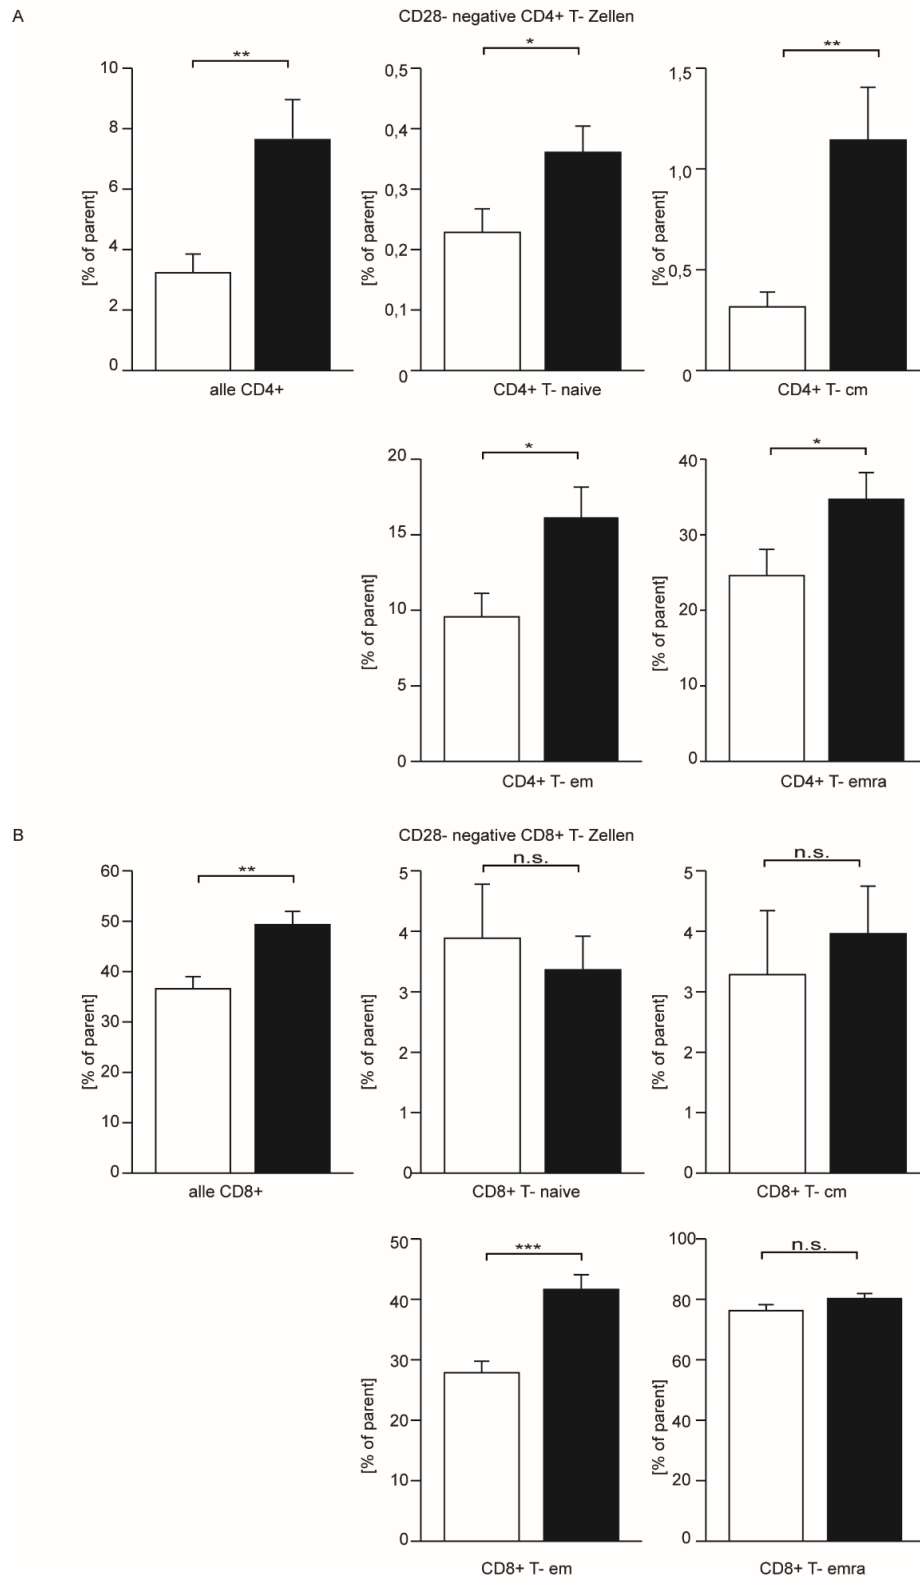 A
CD28- negative CD4+ T- Zellen
**
10
8
6
4
2
0
[% of parent]
alle CD4+
*
0,5
0,4
0,3
0,2
0,1
0
[% of parent]
CD4+ T- naive
**
1,5
1,0
0,5
0
[% of parent]
CD4+ T- cm
*
20
15
10
5
0
[% of parent]
CD4+ T- em
*
40
30
20
10
0
[% of parent]
CD4+ T- emra
B
CD28- negative CD8+ T- Zellen
**
60
50
40
30
20
10
0
[% of parent]
alle CD8+
n.s.
5
4
3
2
1
0
[% of parent]
CD8+ T- naive
n.s.
5
4
3
2
1
0
[% of parent]
CD8+ T- cm
***
50
40
30
20
10
0
[% of parent]
CD8+ T- em
n.s.
100
80
60
40
20
0
[% of parent]
CD8+ T- emra